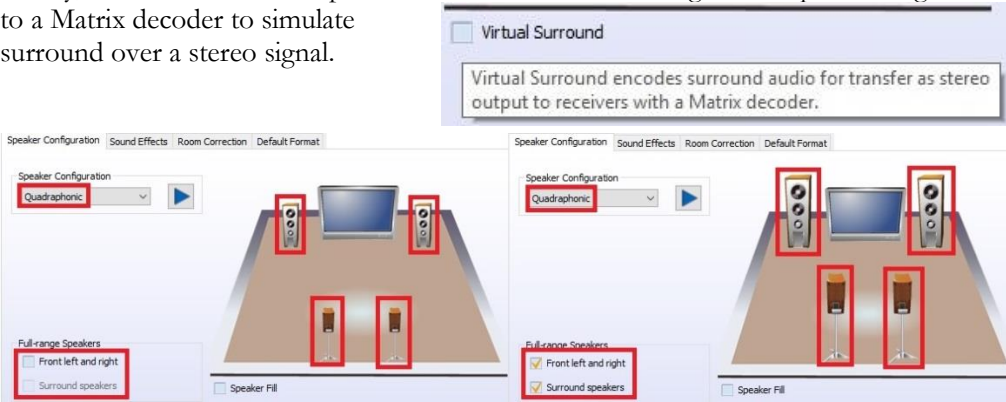 to a Matrix decoder to simulate
surround over a stereo signal.
Virtual Surround
Virtual Surround encodes surround audio for transfer as stereo
output to receivers with a Matrix decoder.
Speaker Configuration Sound Effects Room Correction Default Format
Speaker Configuration
Quadraphonic
Full-range Speakers
Front left and right
Surround speakers
Speaker Fill
Speaker Configuration Sound Effects Room Correction Default Format
Speaker Configuration
Quadraphonic
Full-range Speakers
Front left and right
Surround speakers
Speaker Fill